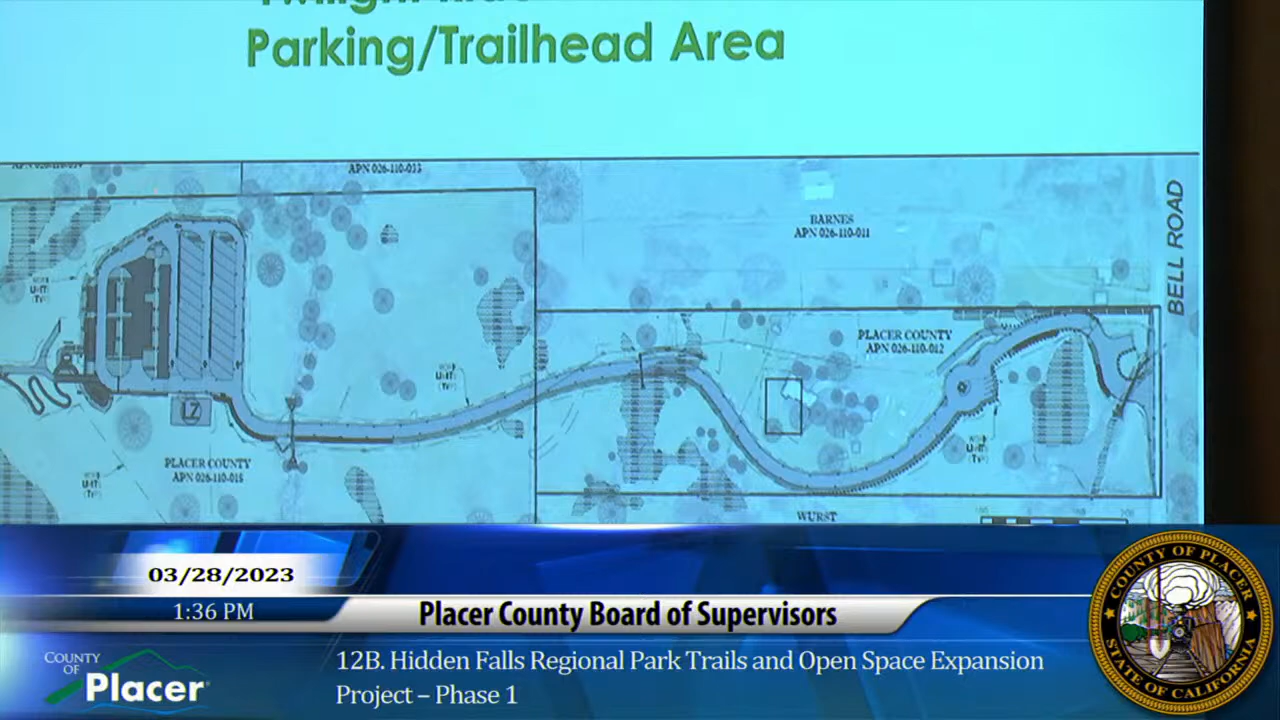 Parking/Trailhead Area
APN 026-110-033
BARNES
APN 026-110-011
BELL ROAD
PLACER COUNTY
APN 026-110-012
LZ
PLACER COUNTY
APN 026-110-018
WURST
03/28/2023
1:36 PM
Placer County Board of Supervisors
12B. Hidden Falls Regional Park Trails and Open Space Expansion
Project – Phase 1
COUNTY
OF
Placer
COUNTY OF PLACER
STATE OF CALIFORNIA